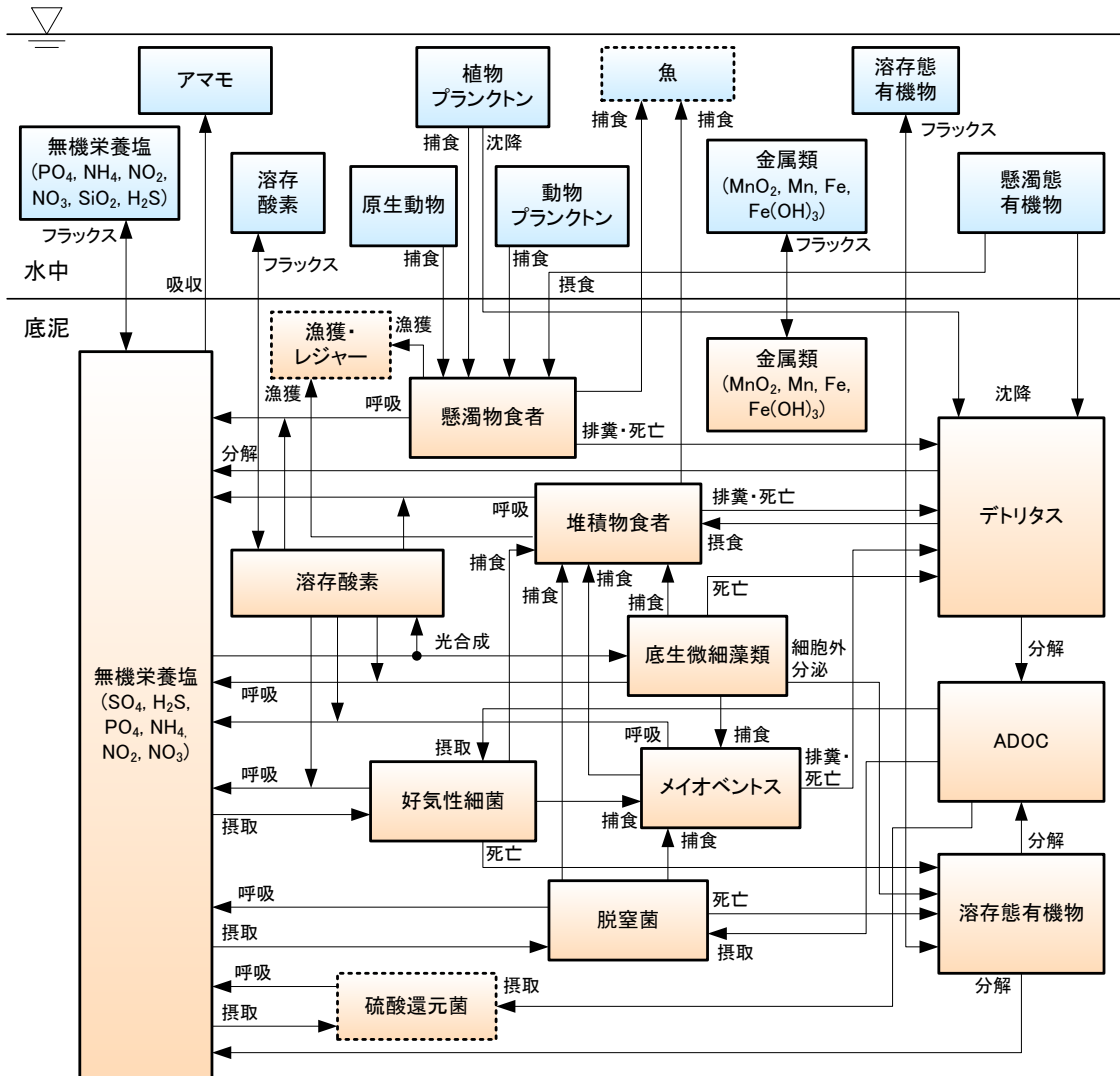 アマモ
植物
プランクトン
魚
溶存態
有機物
捕食
沈降
捕食
捕食
フラックス
無機栄養塩
(PO4, NH4, NO2,
NO3, SiO2, H2S)
溶存
酸素
原生動物
動物
プランクトン
金属類
(MnO2, Mn, Fe,
Fe(OH)3)
懸濁態
有機物
フラックス
フラックス
捕食
捕食
フラックス
摂食
吸収
水中
底泥
漁獲・
レジャー
漁獲
金属類
(MnO2, Mn, Fe,
Fe(OH)3)
漁獲
呼吸
懸濁物食者
沈降
排糞・死亡
分解
デトリタス
呼吸
堆積物食者
排糞・死亡
摂食
捕食
捕食
捕食
捕食
溶存酸素
死亡
光合成
底生微細藻類
細胞外
分泌
分解
無機栄養塩
(SO4, H2S,
PO4, NH4,
NO2, NO3)
呼吸
摂取
呼吸
捕食
ADOC
呼吸
好気性細菌
メイオベントス
排糞・
死亡
摂取
捕食
捕食
死亡
分解
呼吸
脱窒菌
死亡
溶存態有機物
摂取
摂取
呼吸
硫酸還元菌
摂取
分解
摂取